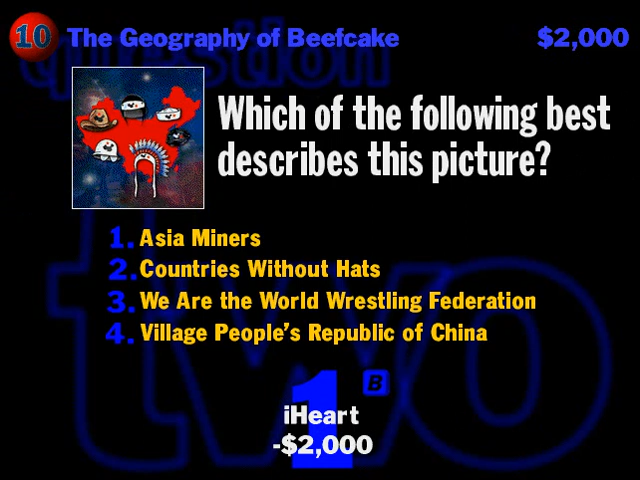 10 The Geography of Beefcake $2,000
question
Which of the following best
describes this picture?
1. Asia Miners
2. Countries Without Hats
3. We Are the World Wrestling Federation
4. Village People's Republic of China
two
1 B
iHeart
-$2,000